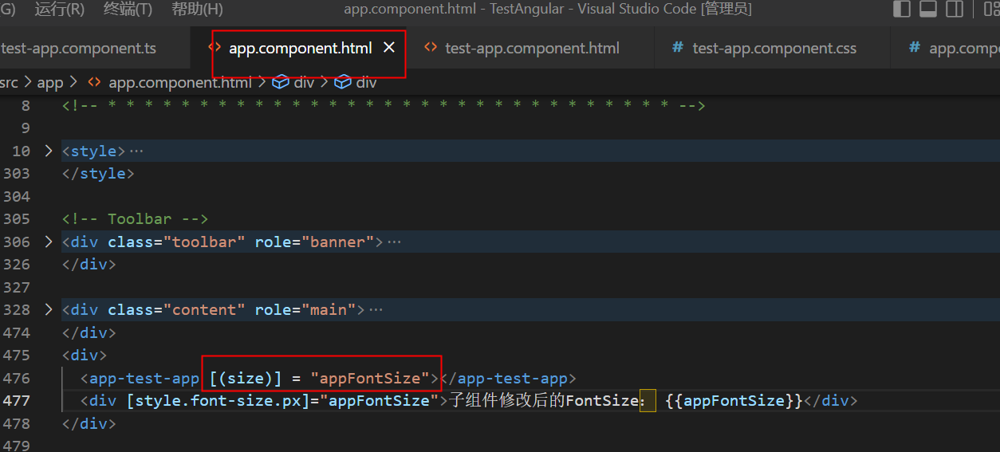 G) 运行(R) 终端(T) 帮助(H) app.component.html - TestAngular - Visual Studio Code [管理员]
test-app.component.ts <> app.component.html × <> test-app.component.html # test-app.component.css # app.compo
src > app > <> app.component.html > div > div
8 <!-- * * * * * * * * * * * * * * * * * * * * * * * * * * * * * * * -->
9
10 <style>···
303 </style>
304
305 <!-- Toolbar -->
306 <div class="toolbar" role="banner">···
326 </div>
327
328 <div class="content" role="main">···
474 </div>
475 <div>
476 <app-test-app [(size)] = "appFontSize"></app-test-app>
477 <div [style.font-size.px]="appFontSize">子组件修改后的FontSize： {{appFontSize}}</div>
478 </div>
479